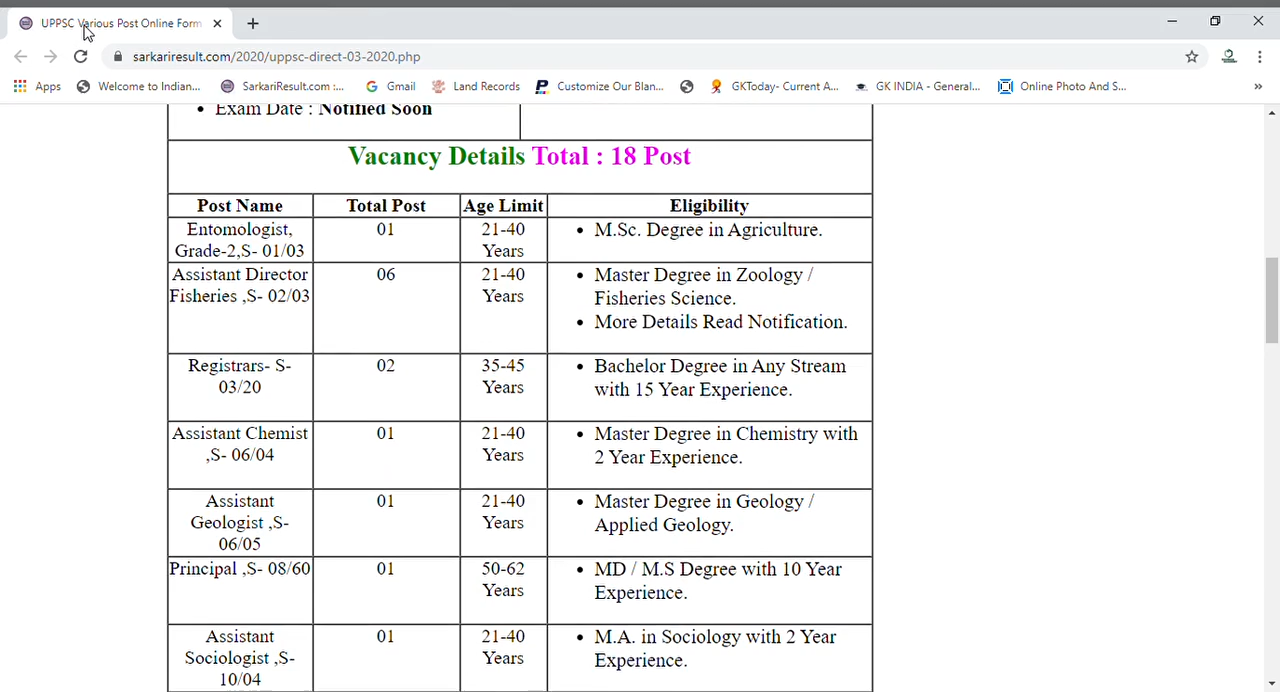 UPPSC Various Post Online Form
sarkariresult.com/2020/uppsc-direct-03-2020.php
Apps Welcome to Indian... SarkariResult.com :... Gmail Land Records Customize Our Blan... GKToday- Current A... GK INDIA - General... Online Photo And S... »
• Exam Date : Notified Soon
Vacancy Details Total : 18 Post
Post Name Total Post Age Limit Eligibility
Entomologist, 01 21-40 • M.Sc. Degree in Agriculture.
Grade-2,S- 01/03 Years
Assistant Director 06 21-40 • Master Degree in Zoology /
Fisheries ,S- 02/03 Years Fisheries Science.
• More Details Read Notification.
Registrars- S- 02 35-45 • Bachelor Degree in Any Stream
03/20 Years with 15 Year Experience.
Assistant Chemist 01 21-40 • Master Degree in Chemistry with
,S- 06/04 Years 2 Year Experience.
Assistant 01 21-40 • Master Degree in Geology /
Geologist ,S- Years Applied Geology.
06/05
Principal ,S- 08/60 01 50-62 • MD / M.S Degree with 10 Year
Years Experience.
Assistant 01 21-40 • M.A. in Sociology with 2 Year
Sociologist ,S- Years Experience.
10/04